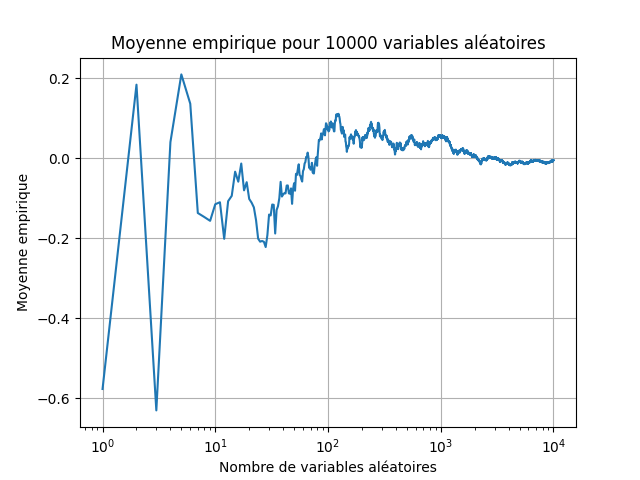 Moyenne empirique pour 10000 variables aléatoires
Moyenne empirique
0.2
0.0
−0.2
−0.4
−0.6
10⁰ 10¹ 10² 10³ 10⁴
Nombre de variables aléatoires